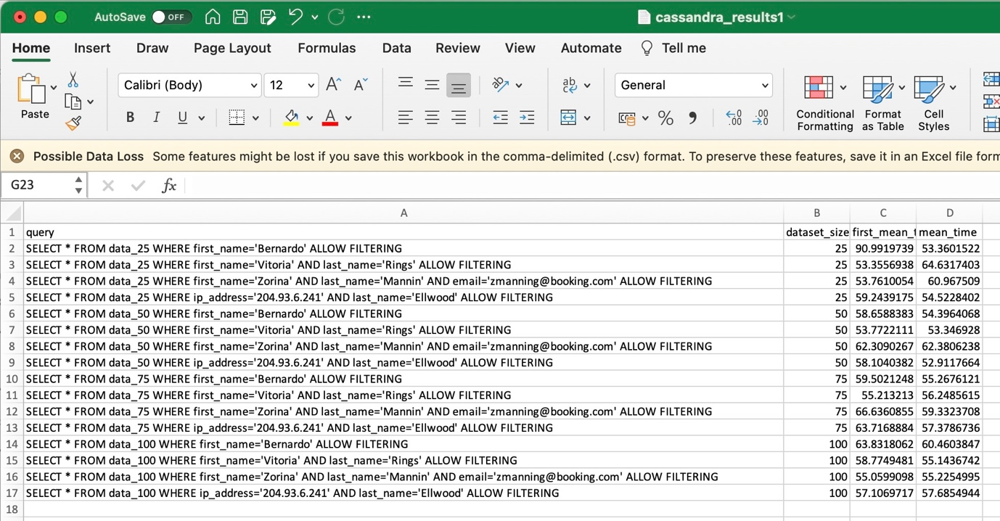 AutoSave OFF cassandra_results1
Home Insert Draw Page Layout Formulas Data Review View Automate Tell me
Paste Calibri (Body) 12 A A ab c General Conditional Formatting Format as Table Cell Styles
B I U A % .00 .0 .00 .0
Possible Data Loss Some features might be lost if you save this workbook in the comma-delimited (.csv) format. To preserve these features, save it in an Excel file form
G23 fx
A B C D
1 query dataset_size first_mean_t mean_time
2 SELECT * FROM data_25 WHERE first_name='Bernardo' ALLOW FILTERING 25 90.9919739 53.3601522
3 SELECT * FROM data_25 WHERE first_name='Vitoria' AND last_name='Rings' ALLOW FILTERING 25 53.3556938 64.6317403
4 SELECT * FROM data_25 WHERE first_name='Zorina' AND last_name='Mannin' AND email='zmanning@booking.com' ALLOW FILTERING 25 53.7610054 60.967509
5 SELECT * FROM data_25 WHERE ip_address='204.93.6.241' AND last_name='Ellwood' ALLOW FILTERING 25 59.2439175 54.5228402
6 SELECT * FROM data_50 WHERE first_name='Bernardo' ALLOW FILTERING 50 58.6588383 54.3964068
7 SELECT * FROM data_50 WHERE first_name='Vitoria' AND last_name='Rings' ALLOW FILTERING 50 53.7722111 53.346928
8 SELECT * FROM data_50 WHERE first_name='Zorina' AND last_name='Mannin' AND email='zmanning@booking.com' ALLOW FILTERING 50 62.3090267 62.3806238
9 SELECT * FROM data_50 WHERE ip_address='204.93.6.241' AND last_name='Ellwood' ALLOW FILTERING 50 58.1040382 52.9117664
10 SELECT * FROM data_75 WHERE first_name='Bernardo' ALLOW FILTERING 75 59.5021248 55.2676121
11 SELECT * FROM data_75 WHERE first_name='Vitoria' AND last_name='Rings' ALLOW FILTERING 75 55.213213 56.2485615
12 SELECT * FROM data_75 WHERE first_name='Zorina' AND last_name='Mannin' AND email='zmanning@booking.com' ALLOW FILTERING 75 66.6360855 59.3323708
13 SELECT * FROM data_75 WHERE ip_address='204.93.6.241' AND last_name='Ellwood' ALLOW FILTERING 75 63.7168884 57.3786736
14 SELECT * FROM data_100 WHERE first_name='Bernardo' ALLOW FILTERING 100 63.8318062 60.4603847
15 SELECT * FROM data_100 WHERE first_name='Vitoria' AND last_name='Rings' ALLOW FILTERING 100 58.7749481 55.1436742
16 SELECT * FROM data_100 WHERE first_name='Zorina' AND last_name='Mannin' AND email='zmanning@booking.com' ALLOW FILTERING 100 55.0599098 55.2254995
17 SELECT * FROM data_100 WHERE ip_address='204.93.6.241' AND last_name='Ellwood' ALLOW FILTERING 100 57.1069717 57.6854944
18